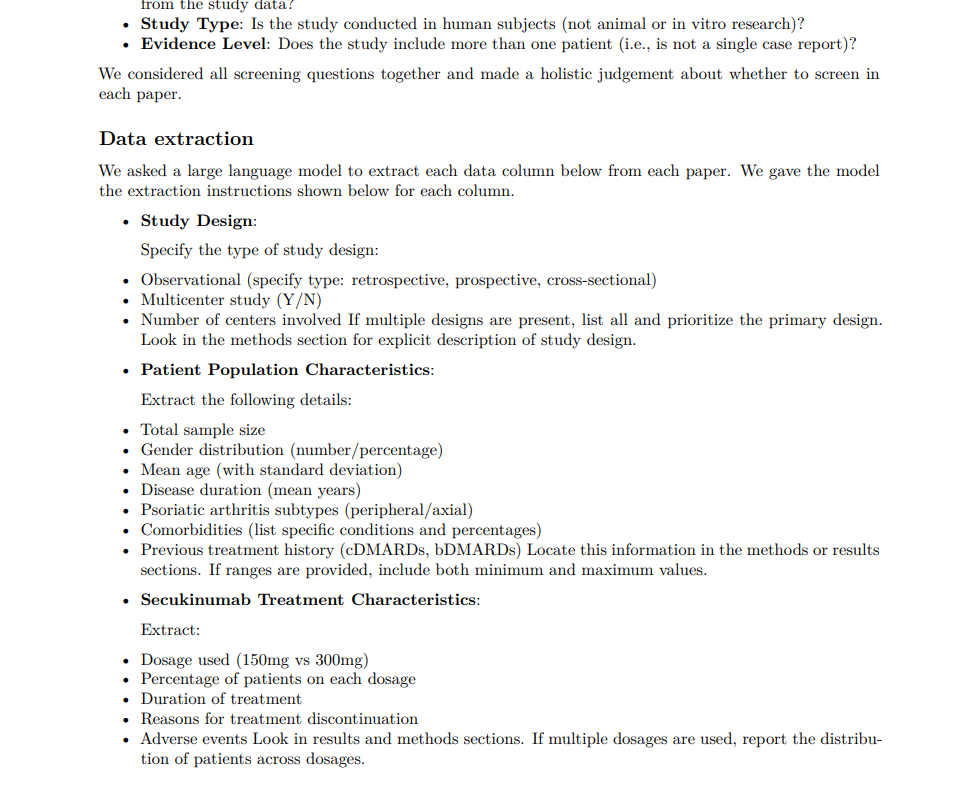 from the study data?
• Study Type: Is the study conducted in human subjects (not animal or in vitro research)?
• Evidence Level: Does the study include more than one patient (i.e., is not a single case report)?
We considered all screening questions together and made a holistic judgement about whether to screen in
each paper.
Data extraction
We asked a large language model to extract each data column below from each paper. We gave the model
the extraction instructions shown below for each column.
• Study Design:
Specify the type of study design:
• Observational (specify type: retrospective, prospective, cross-sectional)
• Multicenter study (Y/N)
• Number of centers involved If multiple designs are present, list all and prioritize the primary design.
Look in the methods section for explicit description of study design.
• Patient Population Characteristics:
Extract the following details:
• Total sample size
• Gender distribution (number/percentage)
• Mean age (with standard deviation)
• Disease duration (mean years)
• Psoriatic arthritis subtypes (peripheral/axial)
• Comorbidities (list specific conditions and percentages)
• Previous treatment history (cDMARDs, bDMARDs) Locate this information in the methods or results
sections. If ranges are provided, include both minimum and maximum values.
• Secukinumab Treatment Characteristics:
Extract:
• Dosage used (150mg vs 300mg)
• Percentage of patients on each dosage
• Duration of treatment
• Reasons for treatment discontinuation
• Adverse events Look in results and methods sections. If multiple dosages are used, report the distribu-
tion of patients across dosages.